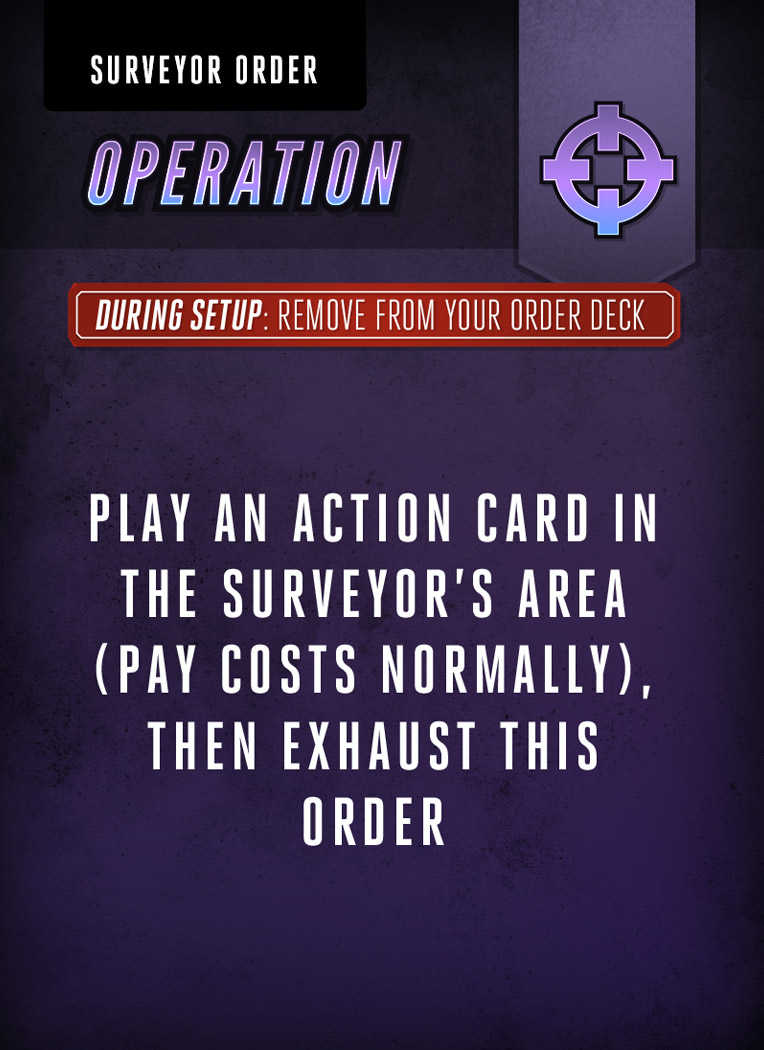 SURVEYOR ORDER
OPERATION
DURING SETUP: REMOVE FROM YOUR ORDER DECK
PLAY AN ACTION CARD IN
THE SURVEYOR'S AREA
(PAY COSTS NORMALLY),
THEN EXHAUST THIS
ORDER